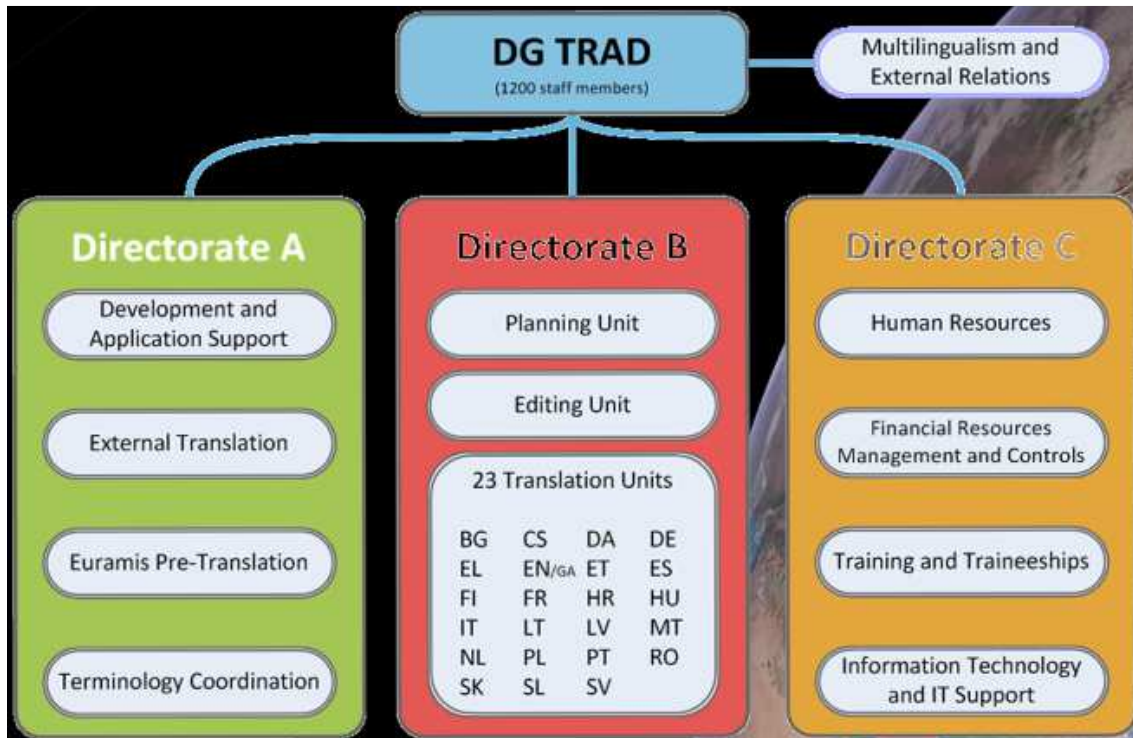 DG TRAD
(1200 staff members)
Multilingualism and
External Relations
Directorate A
Development and
Application Support
External Translation
Euramis Pre-Translation
Terminology Coordination
Directorate B
Planning Unit
Editing Unit
23 Translation Units
BG CS DA DE
EL EN/GA ET ES
FI FR HR HU
IT LT LV MT
NL PL PT RO
SK SL SV
Directorate C
Human Resources
Financial Resources
Management and Controls
Training and Traineeships
Information Technology
and IT Support